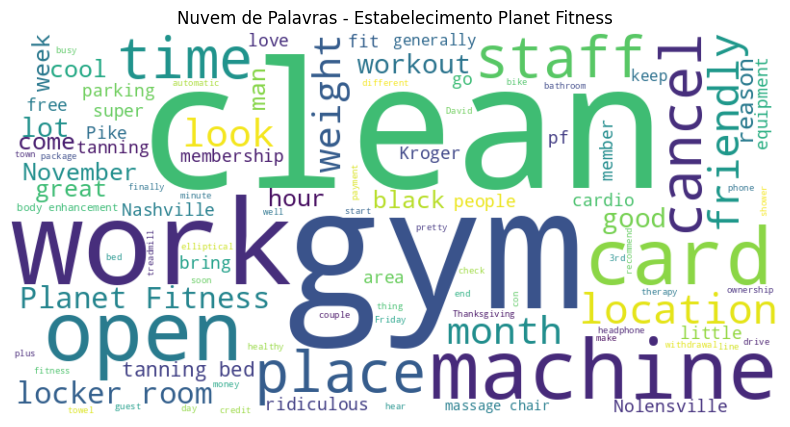 Nuvem de Palavras - Estabelecimento Planet Fitness
busy
time
automatic
week
cool
parking
super
free
lot
Pike
come
tanning
November
town
package
great
body enhancement
finally
minute
Nashville
clean
look
membership
man
love
fit
generally
weight
workout
go
different
bike
staff
bathroom
keep
David
pf
Kroger
member
cancel
friendly
reason
equipment
hour
black
people
cardio
good
phone
shower
well
start
payment
pretty
work
gym
card
3rd
recommend
therapy
ownership
bed
treadmill
elliptical
soon
bring
area
check
thing
end
con
Planet Fitness
open
couple
Friday
Thanksgiving
month
location
little
headphone
make
drive
withdrawal
line
plus
fitness
healthy
tanning bed
place
machine
locker room
money
towel
guest
day
credit
ridiculous
hear
massage chair
Nolensville